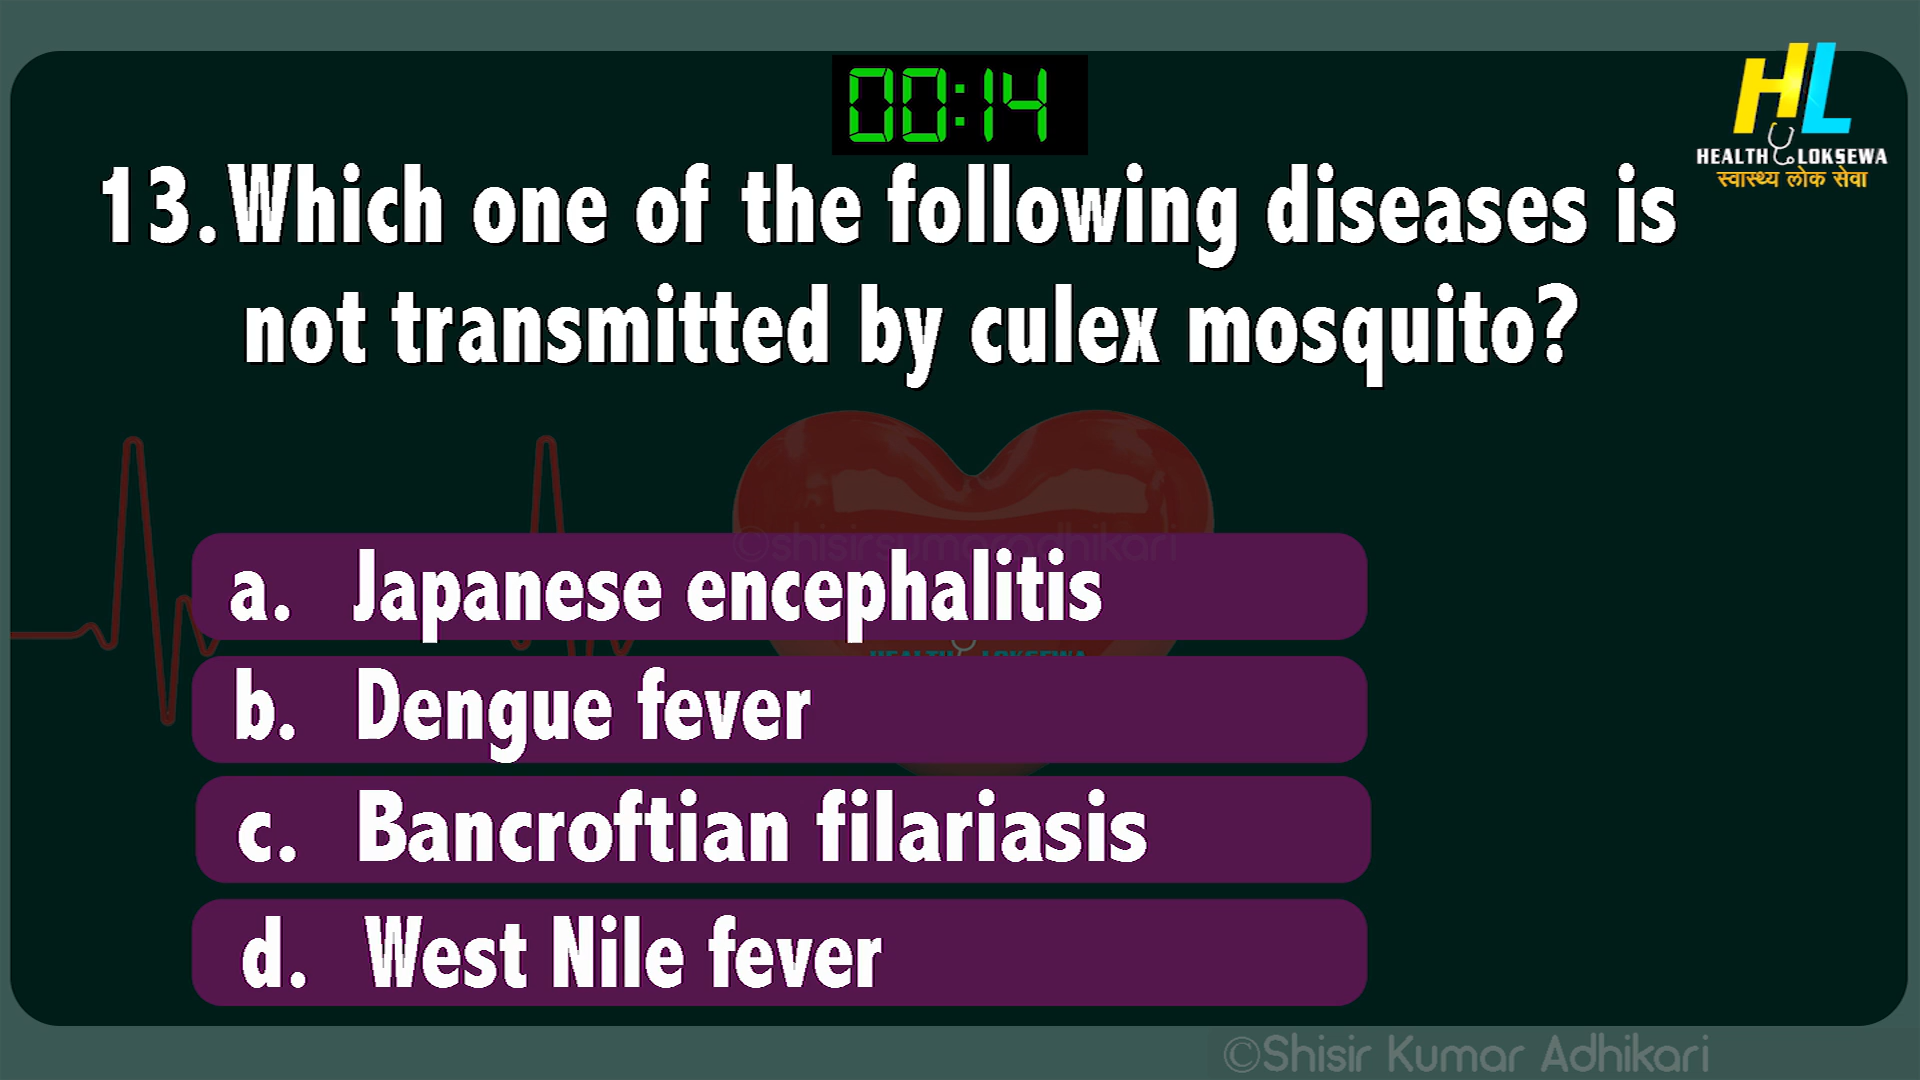 00:14
HL
HEALTH LOKSEWA
स्वास्थ्य लोक सेवा
13. Which one of the following diseases is
not transmitted by culex mosquito?
a. Japanese encephalitis
b. Dengue fever
c. Bancroftian filariasis
d. West Nile fever
©Shisir Kumar Adhikari